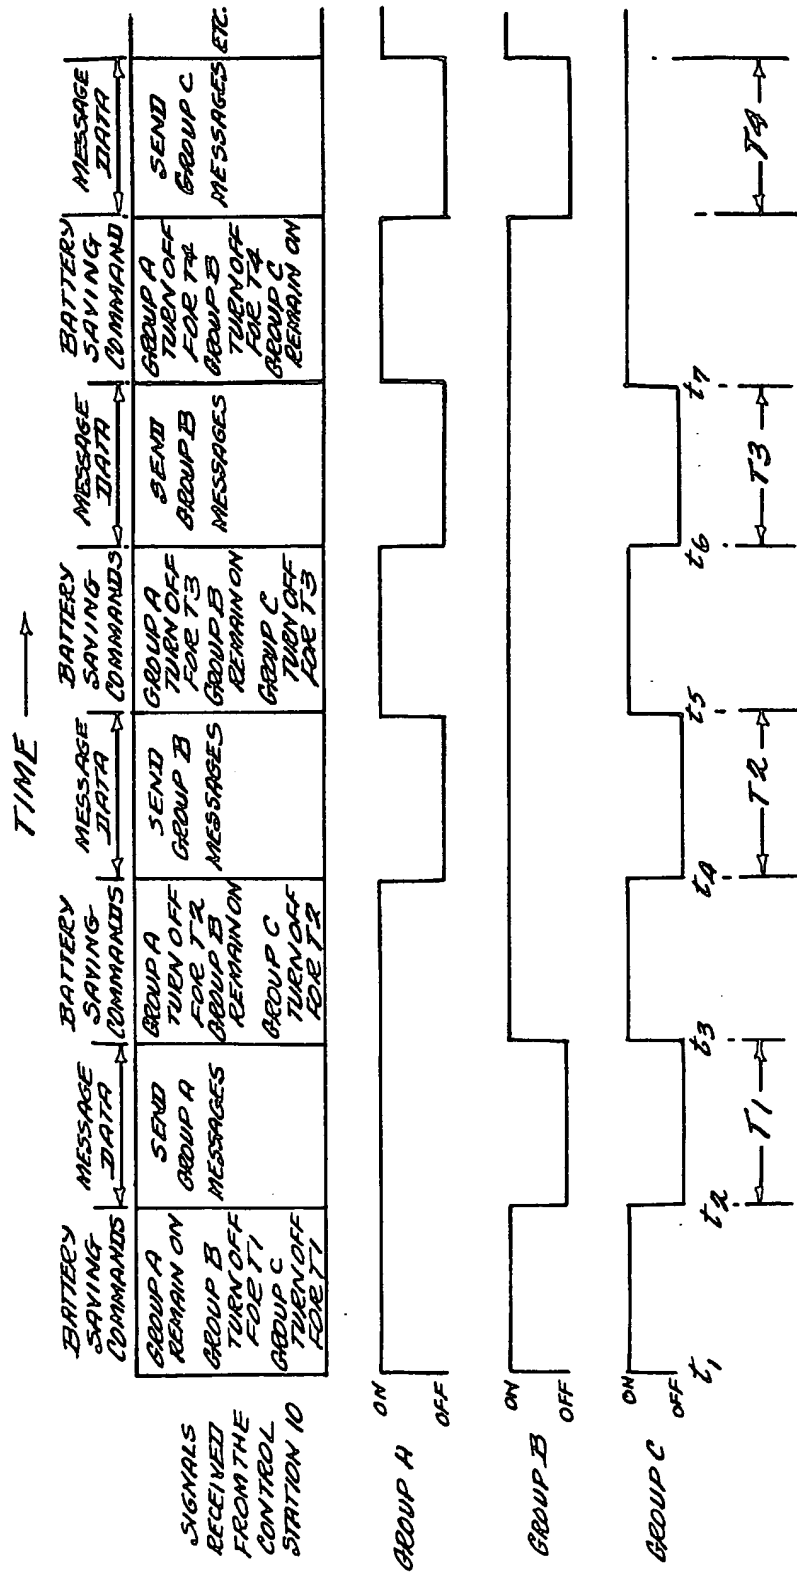 TIME
BATTERY
SAVING
COMMANDS
MESSAGE
DATA
BATTERY
SAVING
COMMANDS
MESSAGE
DATA
BATTERY
SAVING
COMMANDS
MESSAGE
DATA
BATTERY
SAVING
COMMAND
MESSAGE
DATA
SIGNALS
RECEIVED
FROM THE
CONTROL
STATION 10
GROUP A
REMAIN ON
GROUP B
TURN OFF
FOR T1
GROUP C
TURN OFF
FOR T1
SEND
GROUP A
MESSAGES
GROUP A
TURN OFF
FOR T2
GROUP B
REMAIN ON
GROUP C
TURN OFF
FOR T2
SEND
GROUP B
MESSAGES
GROUP A
TURN OFF
FOR T3
GROUP B
REMAIN ON
GROUP C
TURN OFF
FOR T3
SEND
GROUP B
MESSAGES
GROUP A
TURN OFF
FOR T4
GROUP B
TURN OFF
FOR T4
GROUP C
REMAIN ON
SEND
GROUP C
MESSAGES
ETC.
GROUP A
ON
OFF
GROUP B
ON
OFF
GROUP C
ON
OFF
t1 t2 t3 t4 t5 t6 t7
T1 T2 T3 T4